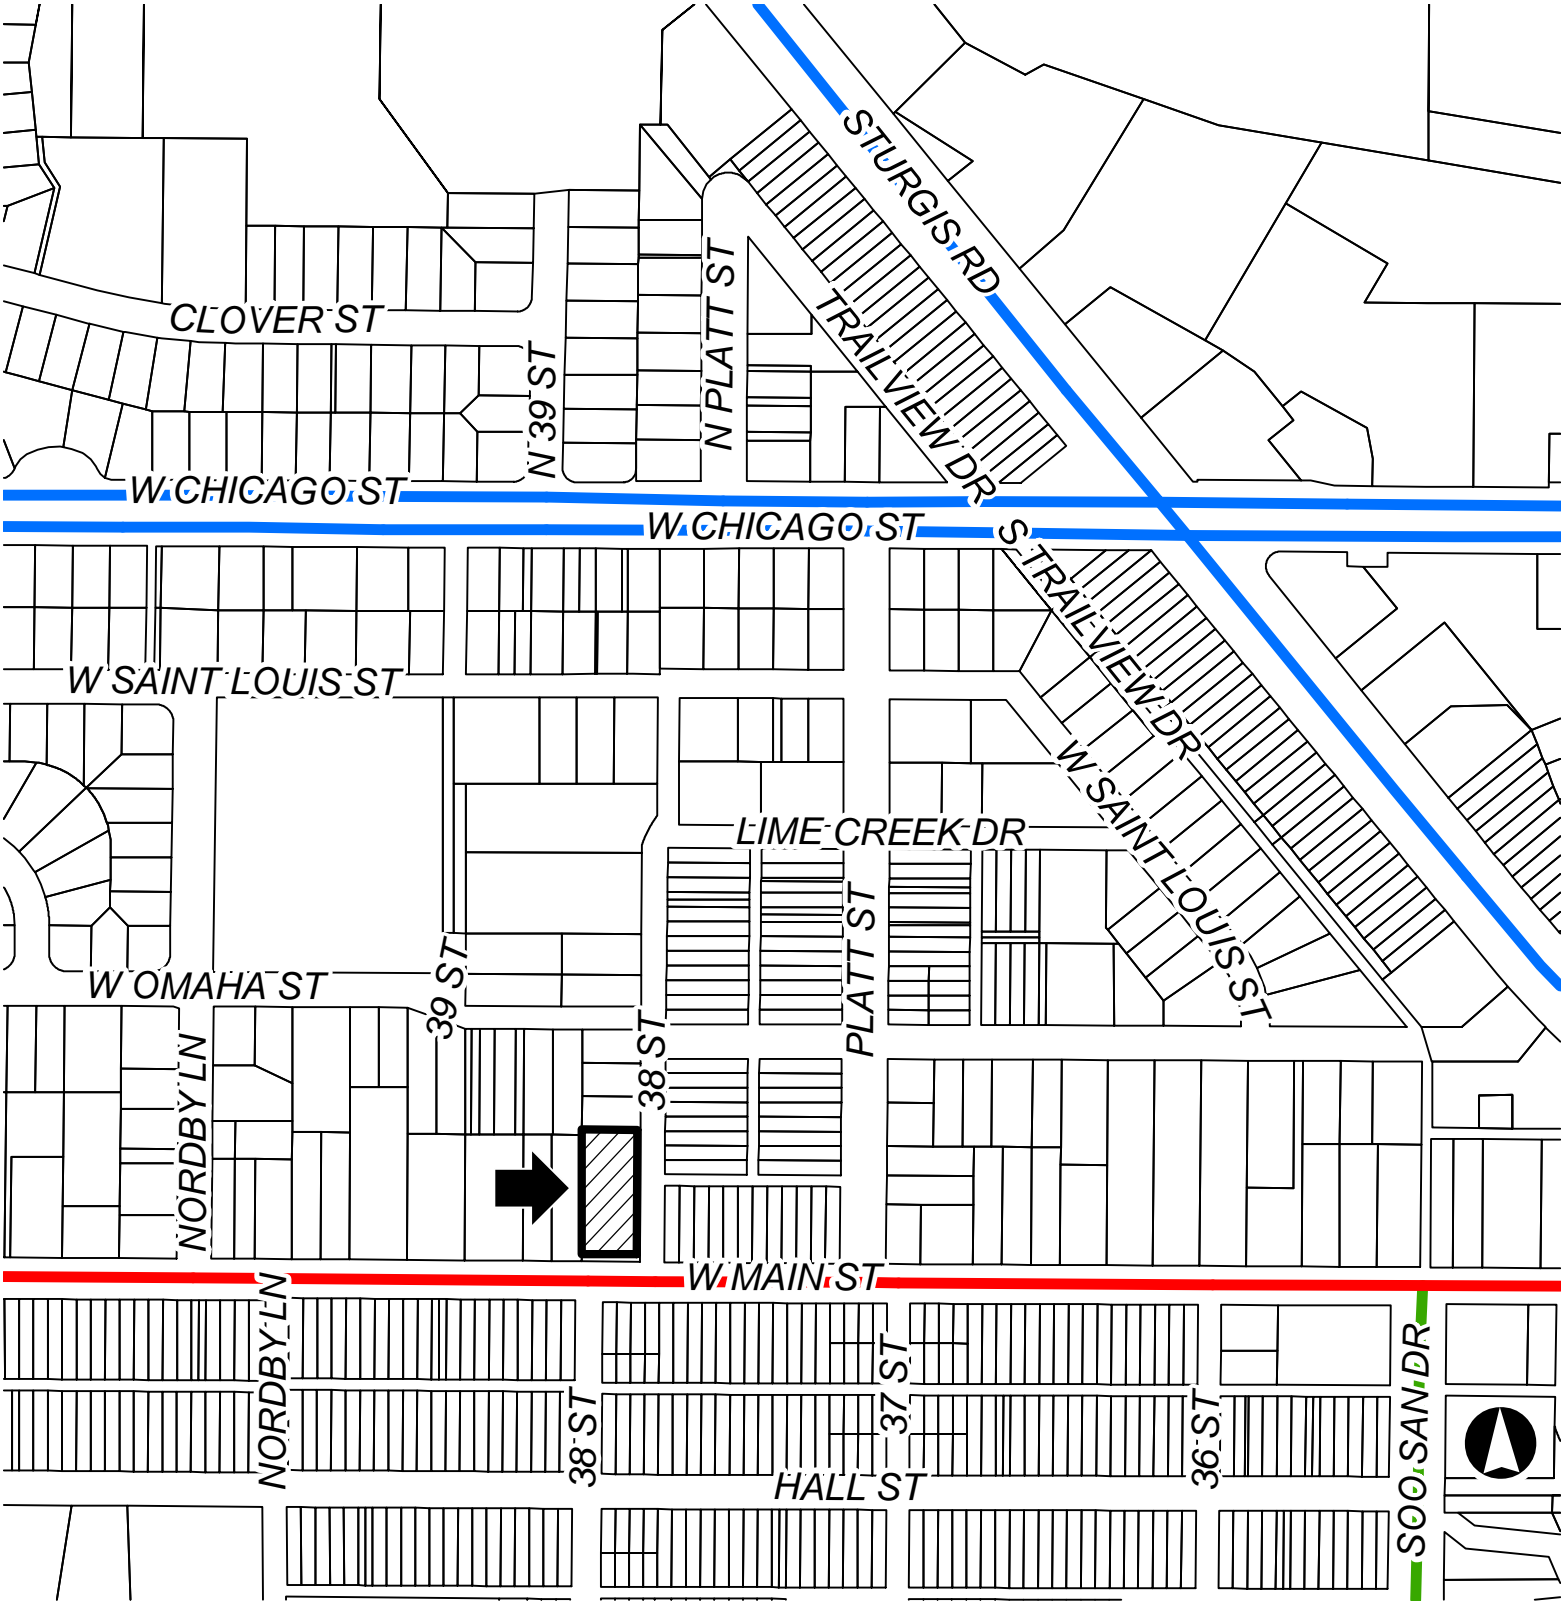 STURGIS RD
CLOVER ST
N PLATT ST
TRAILVIEW DR
N 39 ST
W CHICAGO ST
W CHICAGO ST
S TRAILVIEW DR
W SAINT LOUIS ST
W SAINT LOUIS ST
LIME CREEK DR
PLATT ST
39 ST
W OMAHA ST
38 ST
NORDBY LN
W MAIN ST
NORDBY LN
38 ST
37 ST
36 ST
SOO SAN DR
HALL ST